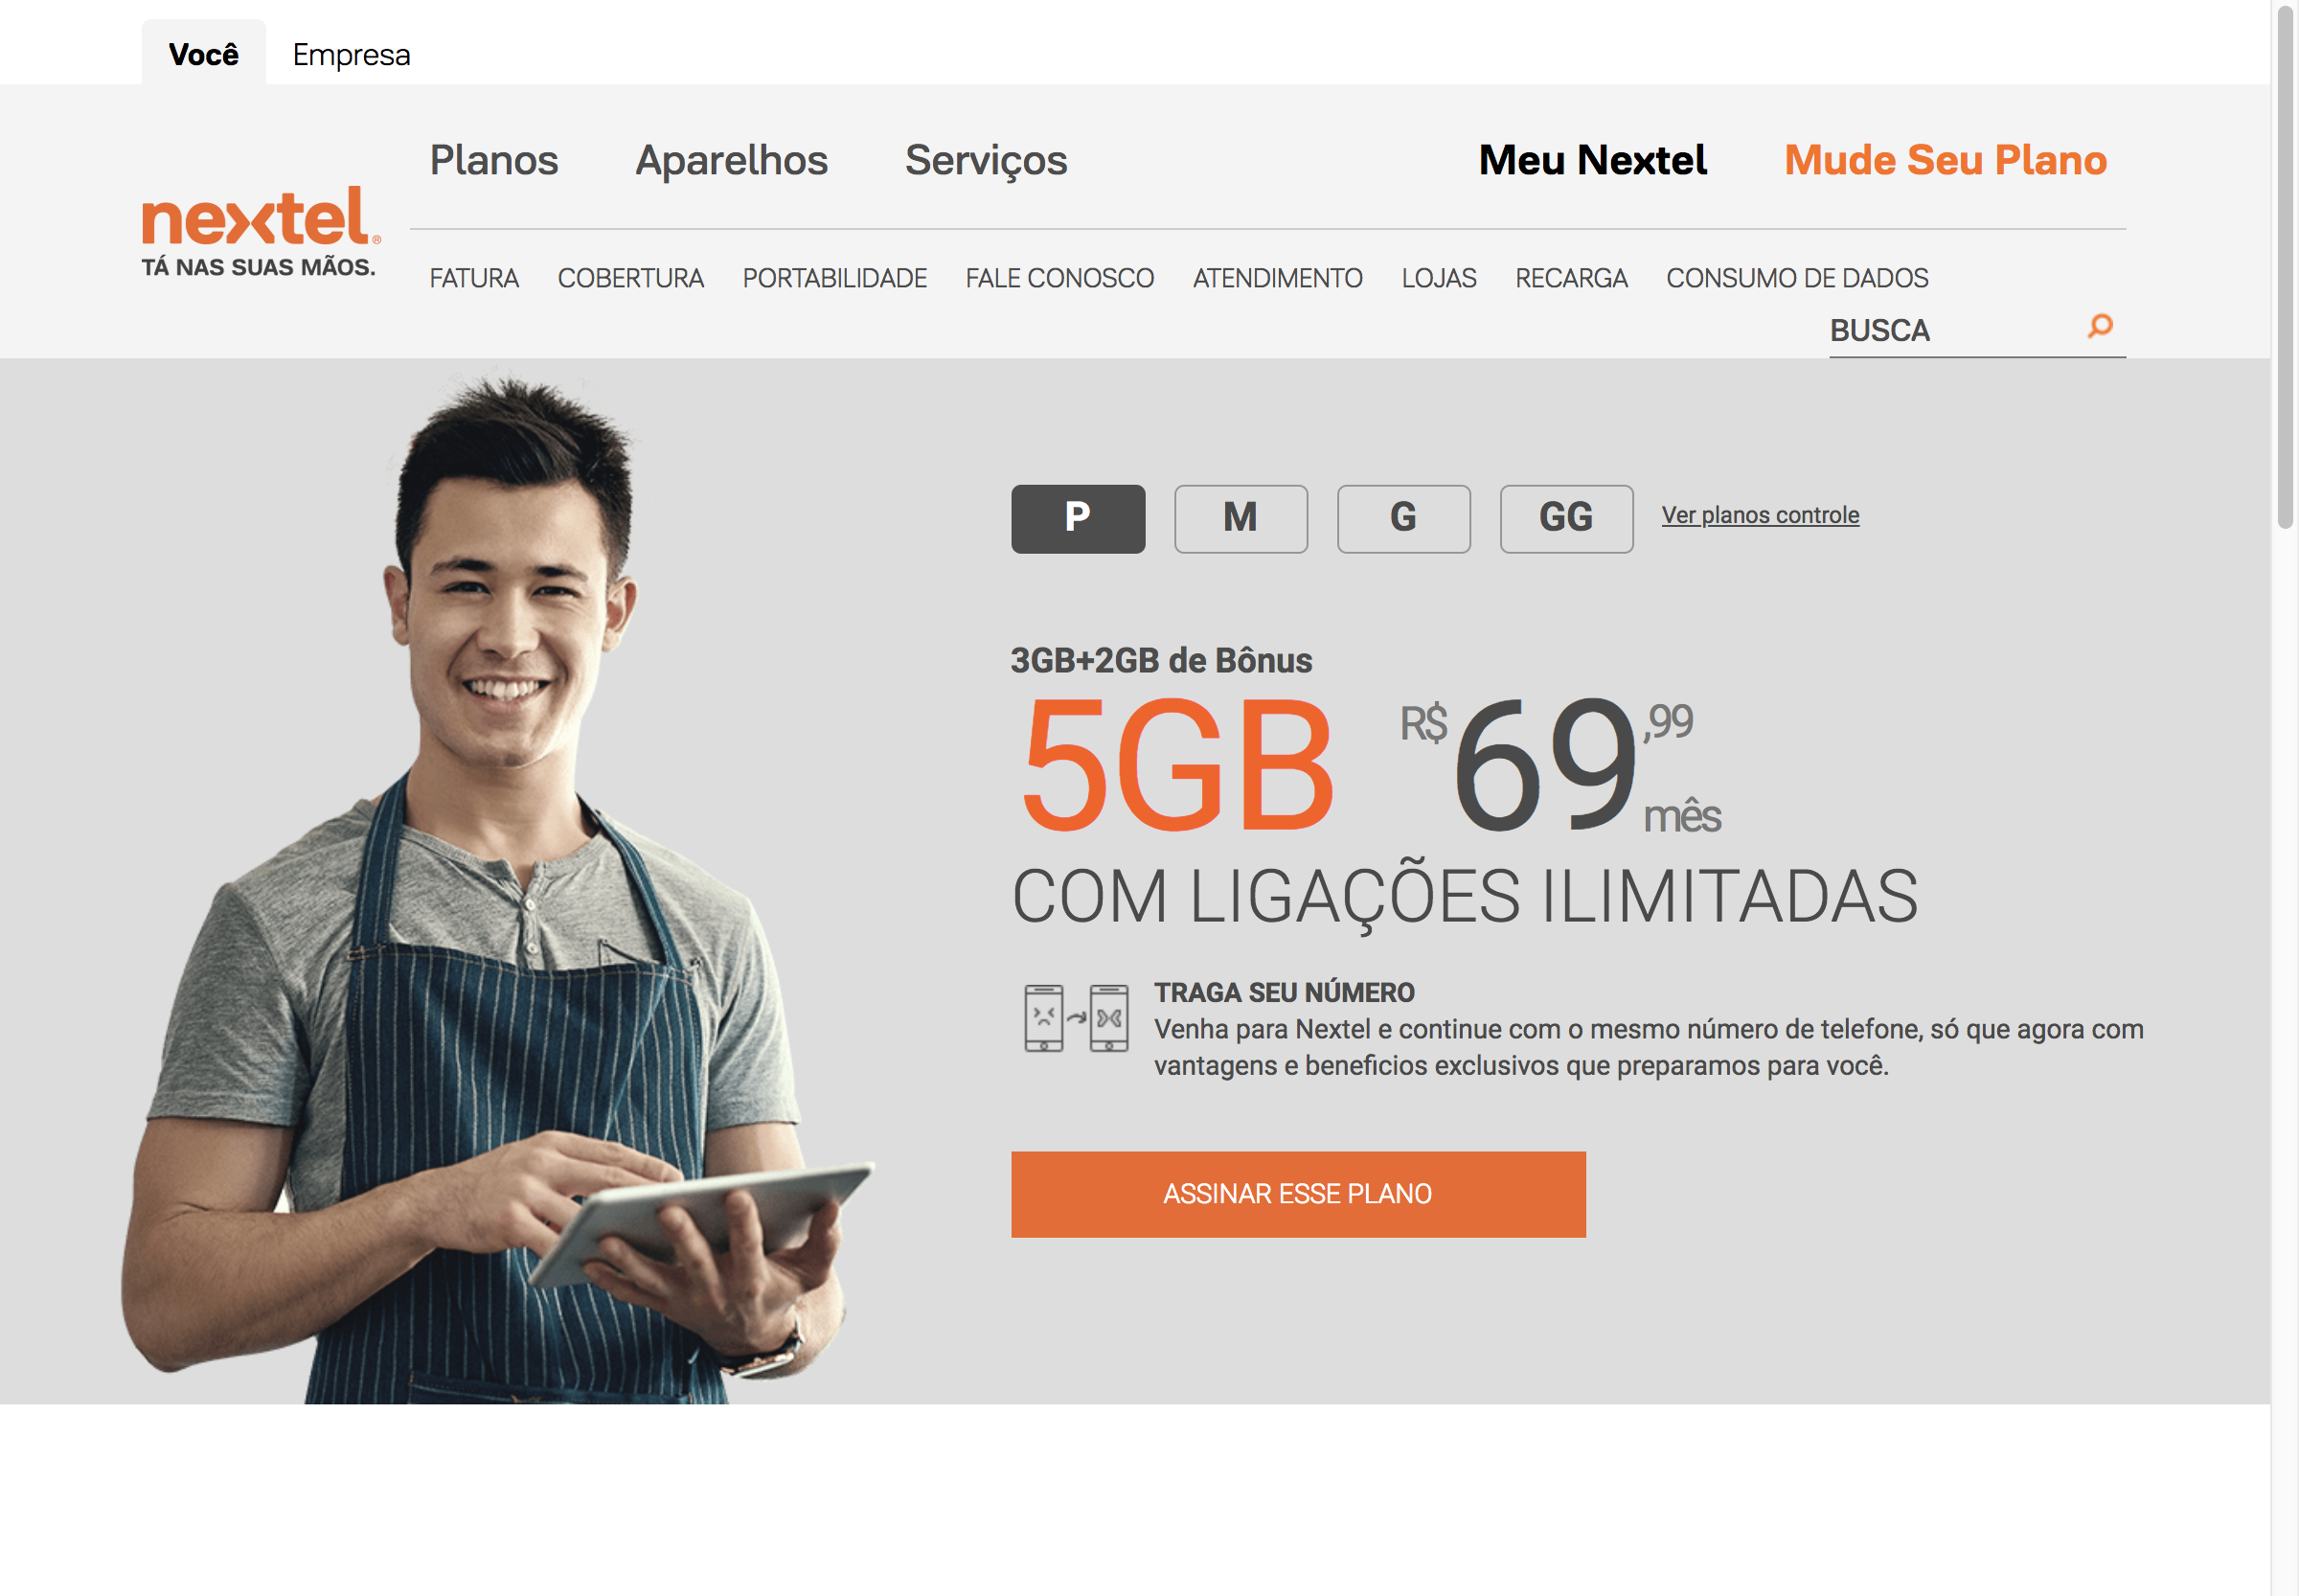 Você Empresa
Planos Aparelhos Serviços Meu Nextel Mude Seu Plano
nextel®
TÁ NAS SUAS MÃOS.
FATURA COBERTURA PORTABILIDADE FALE CONOSCO ATENDIMENTO LOJAS RECARGA CONSUMO DE DADOS
BUSCA
P M G GG Ver planos controle
3GB+2GB de Bônus
5GB R$69,99 mês
COM LIGAÇÕES ILIMITADAS
TRAGA SEU NÚMERO
Venha para Nextel e continue com o mesmo número de telefone, só que agora com
vantagens e beneficios exclusivos que preparamos para você.
ASSINAR ESSE PLANO